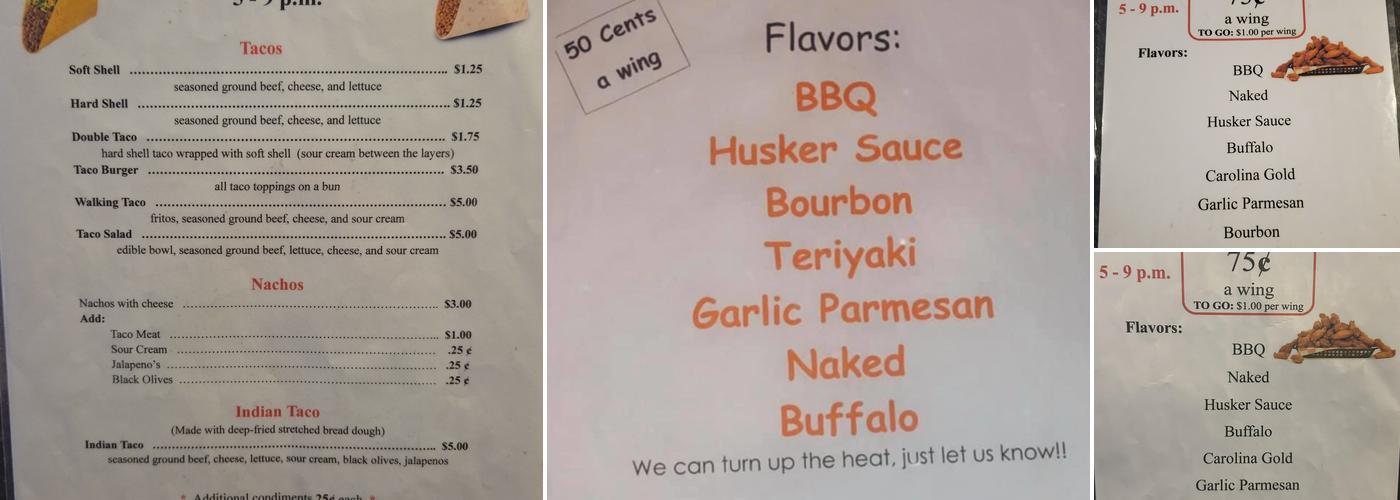 5 - 9 p.m.
Tacos
Soft Shell ........ $1.25
seasoned ground beef, cheese, and lettuce
Hard Shell ........ $1.25
seasoned ground beef, cheese, and lettuce
Double Taco ........ $1.75
hard shell taco wrapped with soft shell (sour cream between the layers)
Taco Burger ........ $3.50
all taco toppings on a bun
Walking Taco ........ $5.00
fritos, seasoned ground beef, cheese, and sour cream
Taco Salad ........ $5.00
edible bowl, seasoned ground beef, lettuce, cheese, and sour cream
Nachos
Nachos with cheese ........ $3.00
Add:
Taco Meat ........ $1.00
Sour Cream ........ .25 ¢
Jalapeno's ........ .25 ¢
Black Olives ........ .25 ¢
Indian Taco
(Made with deep-fried stretched bread dough)
Indian Taco ........ $5.00
seasoned ground beef, cheese, lettuce, sour cream, black olives, jalapenos
* Additional condiments 25¢ each *
50 Cents
a wing
Flavors:
BBQ
Husker Sauce
Bourbon
Teriyaki
Garlic Parmesan
Naked
Buffalo
We can turn up the heat, just let us know!!
5 - 9 p.m.
75¢
a wing
TO GO: $1.00 per wing
Flavors:
BBQ
Naked
Husker Sauce
Buffalo
Carolina Gold
Garlic Parmesan
Bourbon
5 - 9 p.m.
75¢
a wing
TO GO: $1.00 per wing
Flavors:
BBQ
Naked
Husker Sauce
Buffalo
Carolina Gold
Garlic Parmesan